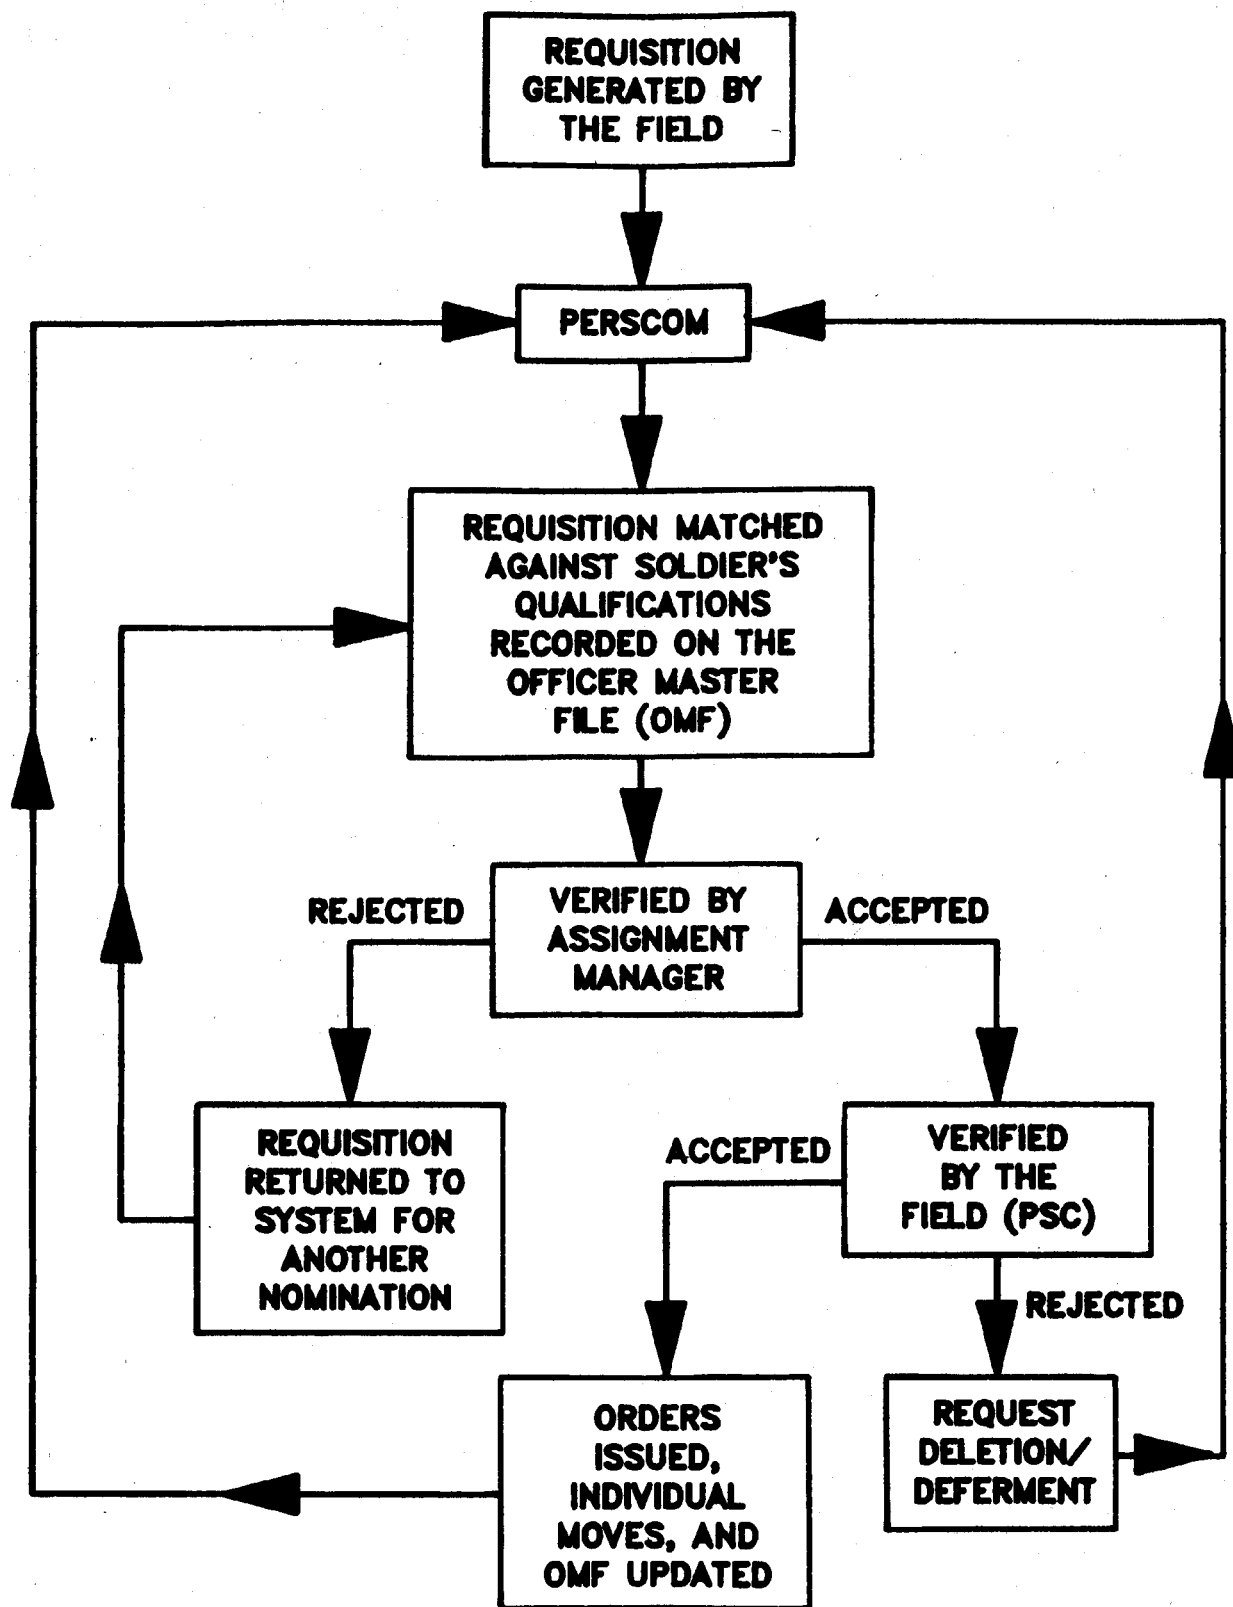 REQUISITION
GENERATED BY
THE FIELD
PERSCOM
REQUISITION MATCHED
AGAINST SOLDIER'S
QUALIFICATIONS
RECORDED ON THE
OFFICER MASTER
FILE (OMF)
REJECTED
VERIFIED BY
ASSIGNMENT
MANAGER
ACCEPTED
REQUISITION
RETURNED TO
SYSTEM FOR
ANOTHER
NOMINATION
ACCEPTED
VERIFIED
BY THE
FIELD (PSC)
REJECTED
ORDERS
ISSUED,
INDIVIDUAL
MOVES, AND
OMF UPDATED
REQUEST
DELETION/
DEFERMENT